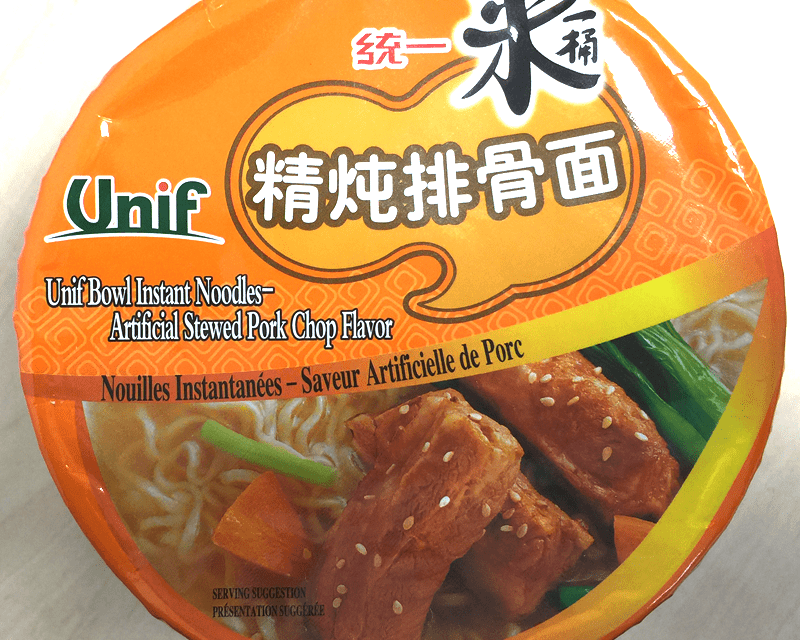 统一
来
一桶
精炖排骨面
Unif
Unif Bowl Instant Noodles–
Artificial Stewed Pork Chop Flavor
Nouilles Instantanées – Saveur Artificielle de Porc
SERVING SUGGESTION
PRÉSENTATION SUGGÉRÉE